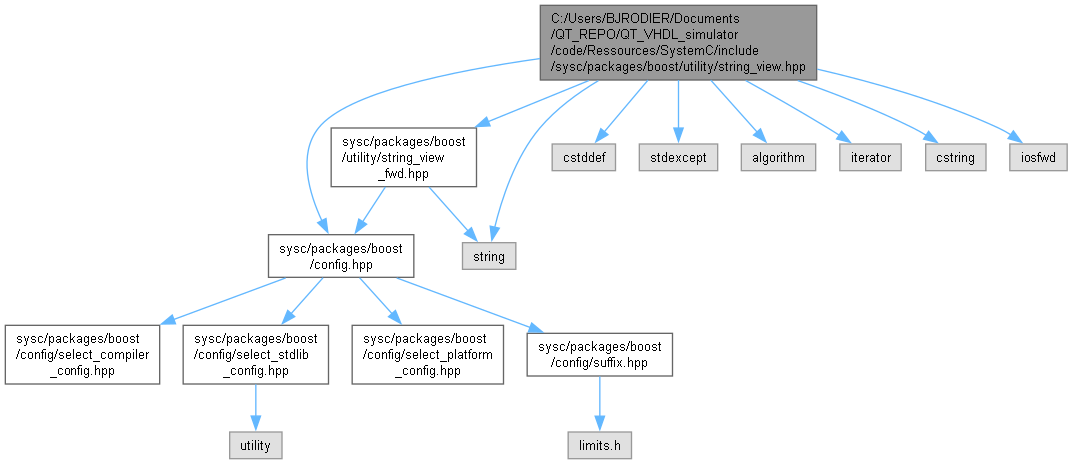 C:/Users/BJRODIER/Documents
/QT_REPO/QT_VHDL_simulator
/code/Ressources/SystemC/include
/sysc/packages/boost/utility/string_view.hpp
sysc/packages/boost
/utility/string_view
_fwd.hpp
cstddef
stdexcept
algorithm
iterator
cstring
iosfwd
sysc/packages/boost
/config.hpp
string
sysc/packages/boost
/config/select_compiler
_config.hpp
sysc/packages/boost
/config/select_stdlib
_config.hpp
sysc/packages/boost
/config/select_platform
_config.hpp
sysc/packages/boost
/config/suffix.hpp
utility
limits.h